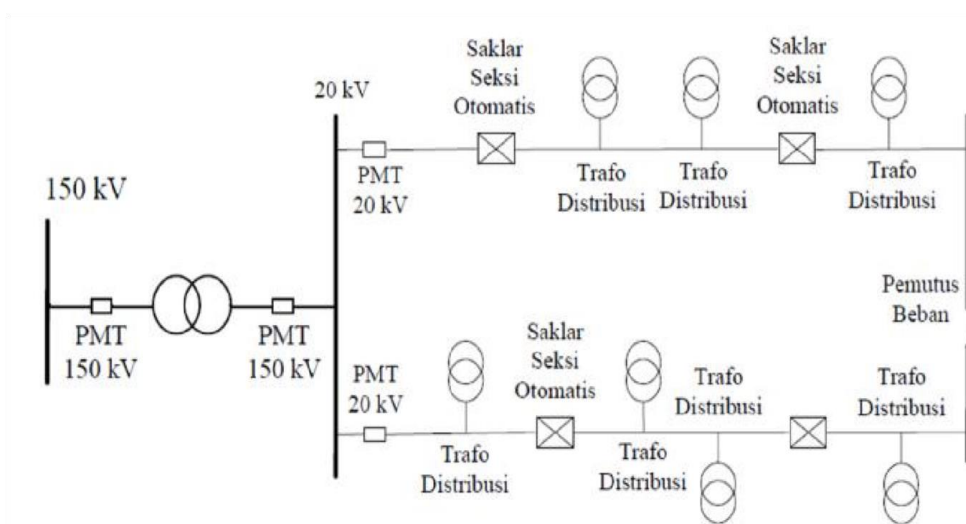 150 kV
PMT
150 kV
PMT
150 kV
20 kV
PMT
20 kV
Saklar
Seksi
Otomatis
Trafo
Distribusi
Trafo
Distribusi
Saklar
Seksi
Otomatis
Trafo
Distribusi
Pemutus
Beban
PMT
20 kV
Trafo
Distribusi
Saklar
Seksi
Otomatis
Trafo
Distribusi
Trafo
Distribusi
Trafo
Distribusi